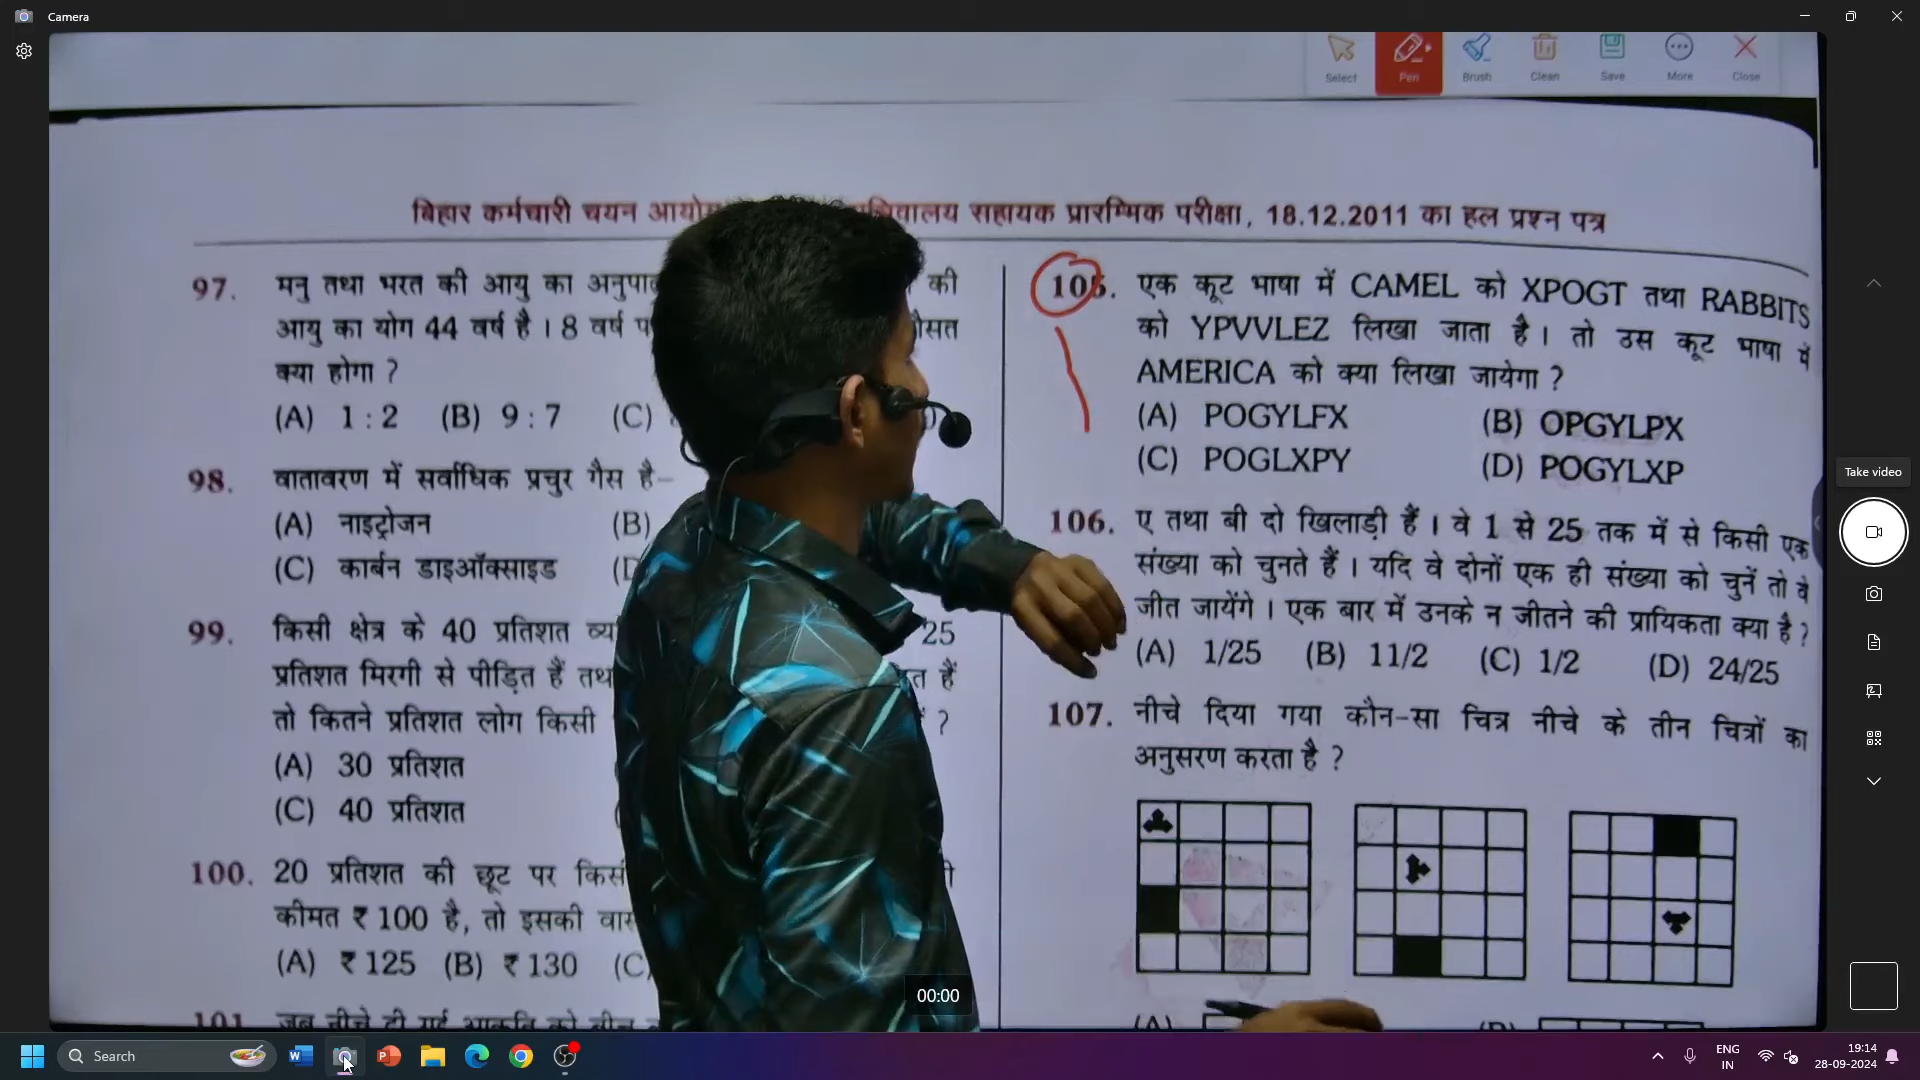 Camera
Select Pen Brush Clean Save More Close
बिहार कर्मचारी चयन सहायक प्रारम्भिक परीक्षा, 18.12.2011 का हल प्रश्न पत्र
97. मनु तथा भरत की आयु का की
आयु का योग 44 वर्ष है। 8 वर्ष
क्या होगा ?
(A) 1 : 2 (B) 9 : 7 (C)
98. वातावरण में सर्वाधिक प्रचुर गैस है–
(A) नाइट्रोजन (B)
(C) कार्बन डाइऑक्साइड
99. किसी क्षेत्र के 40 प्रतिशत 25
प्रतिशत मिरगी से पीड़ित हैं हैं
तो कितने प्रतिशत लोग किसी ?
(A) 30 प्रतिशत
(C) 40 प्रतिशत
100. 20 प्रतिशत की छूट पर
कीमत ₹ 100 है, तो इसकी
(A) ₹ 125 (B) ₹ 130
101. जब नीचे दी गई आकृति को
105. एक कूट भाषा में CAMEL को XPOGT तथा RABBITS
को YPVVLEZ लिखा जाता है। तो उस कूट भाषा में
AMERICA को क्या लिखा जायेगा ?
(A) POGYLFX (B) OPGYLPX
(C) POGLXPY (D) POGYLXP
106. ए तथा बी दो खिलाड़ी हैं। वे 1 से 25 तक में से किसी एक
संख्या को चुनते हैं। यदि वे दोनों एक ही संख्या को चुनें तो वे
जीत जायेंगे। एक बार में उनके न जीतने की प्रायिकता क्या है ?
(A) 1/25 (B) 11/2 (C) 1/2 (D) 24/25
107. नीचे दिया गया कौन-सा चित्र नीचे के तीन चित्रों का
अनुसरण करता है ?
Take video
00:00
Search
ENG
IN
19:14
28-09-2024